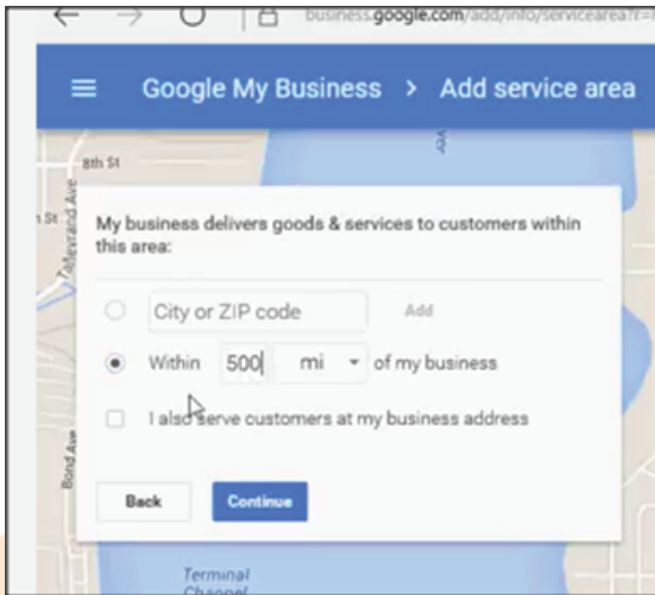 business.google.com/add/info/servicearea?r=
Google My Business > Add service area
8th St
Talleyrand Ave
My business delivers goods & services to customers within
this area:
City or ZIP code Add
Within 500 mi of my business
I also serve customers at my business address
Bond Ave
Back Continue
Terminal
Channel